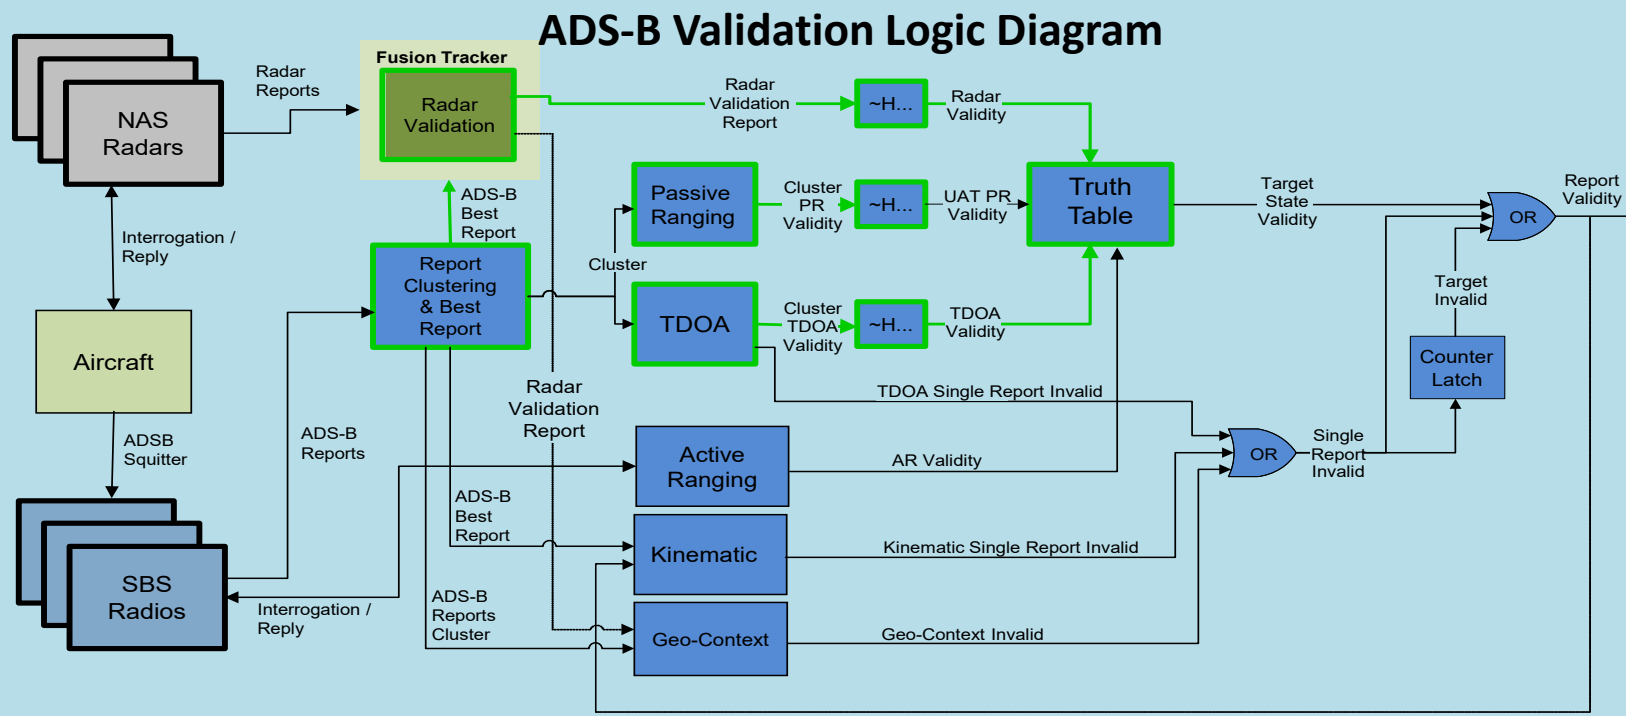 ADS-B Validation Logic Diagram
Fusion Tracker
NAS
Radars
Radar
Reports
Radar
Validation
Radar
Validation
Report
~H...
Radar
Validity
ADS-B
Best
Report
Interrogation /
Reply
Passive
Ranging
Cluster
PR
Validity
~H...
UAT PR
Validity
Truth
Table
Target
State
Validity
OR
Report
Validity
Report
Clustering
& Best
Report
Cluster
TDOA
Cluster
TDOA
Validity
~H...
TDOA
Validity
Target
Invalid
Aircraft
Counter
Latch
Radar
Validation
Report
TDOA Single Report Invalid
ADSB
Squitter
ADS-B
Reports
Active
Ranging
AR Validity
OR
Single
Report
Invalid
ADS-B
Best
Report
Kinematic
Kinematic Single Report Invalid
SBS
Radios
Interrogation /
Reply
ADS-B
Reports
Cluster
Geo-Context
Geo-Context Invalid